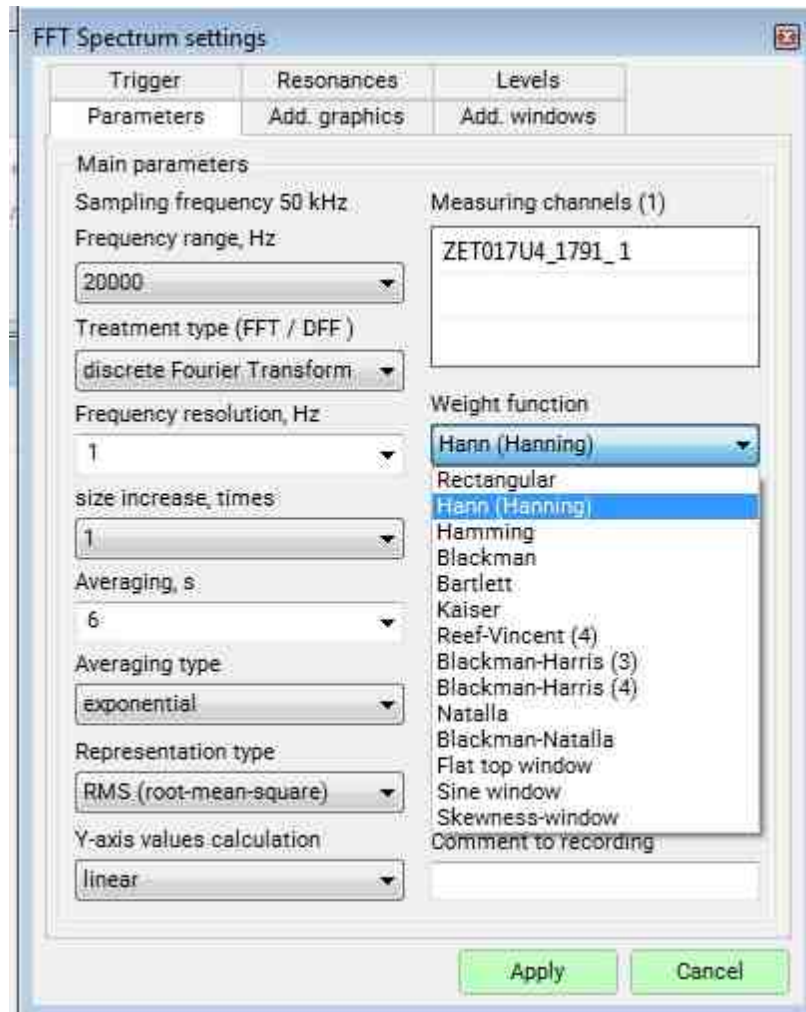 FFT Spectrum settings
Trigger
Resonances
Levels
Parameters
Add. graphics
Add. windows
Main parameters
Sampling frequency 50 kHz
Frequency range, Hz
20000
Treatment type (FFT / DFF )
discrete Fourier Transform
Frequency resolution, Hz
1
size increase, times
1
Averaging, s
6
Averaging type
exponential
Representation type
RMS (root-mean-square)
Y-axis values calculation
linear
Measuring channels (1)
ZET017U4_1791_ 1
Weight function
Hann (Hanning)
Rectangular
Hann (Hanning)
Hamming
Blackman
Bartlett
Kaiser
Reef-Vincent (4)
Blackman-Harris (3)
Blackman-Harris (4)
Natalla
Blackman-Natalla
Flat top window
Sine window
Skewness-window
Comment to recording
Apply
Cancel